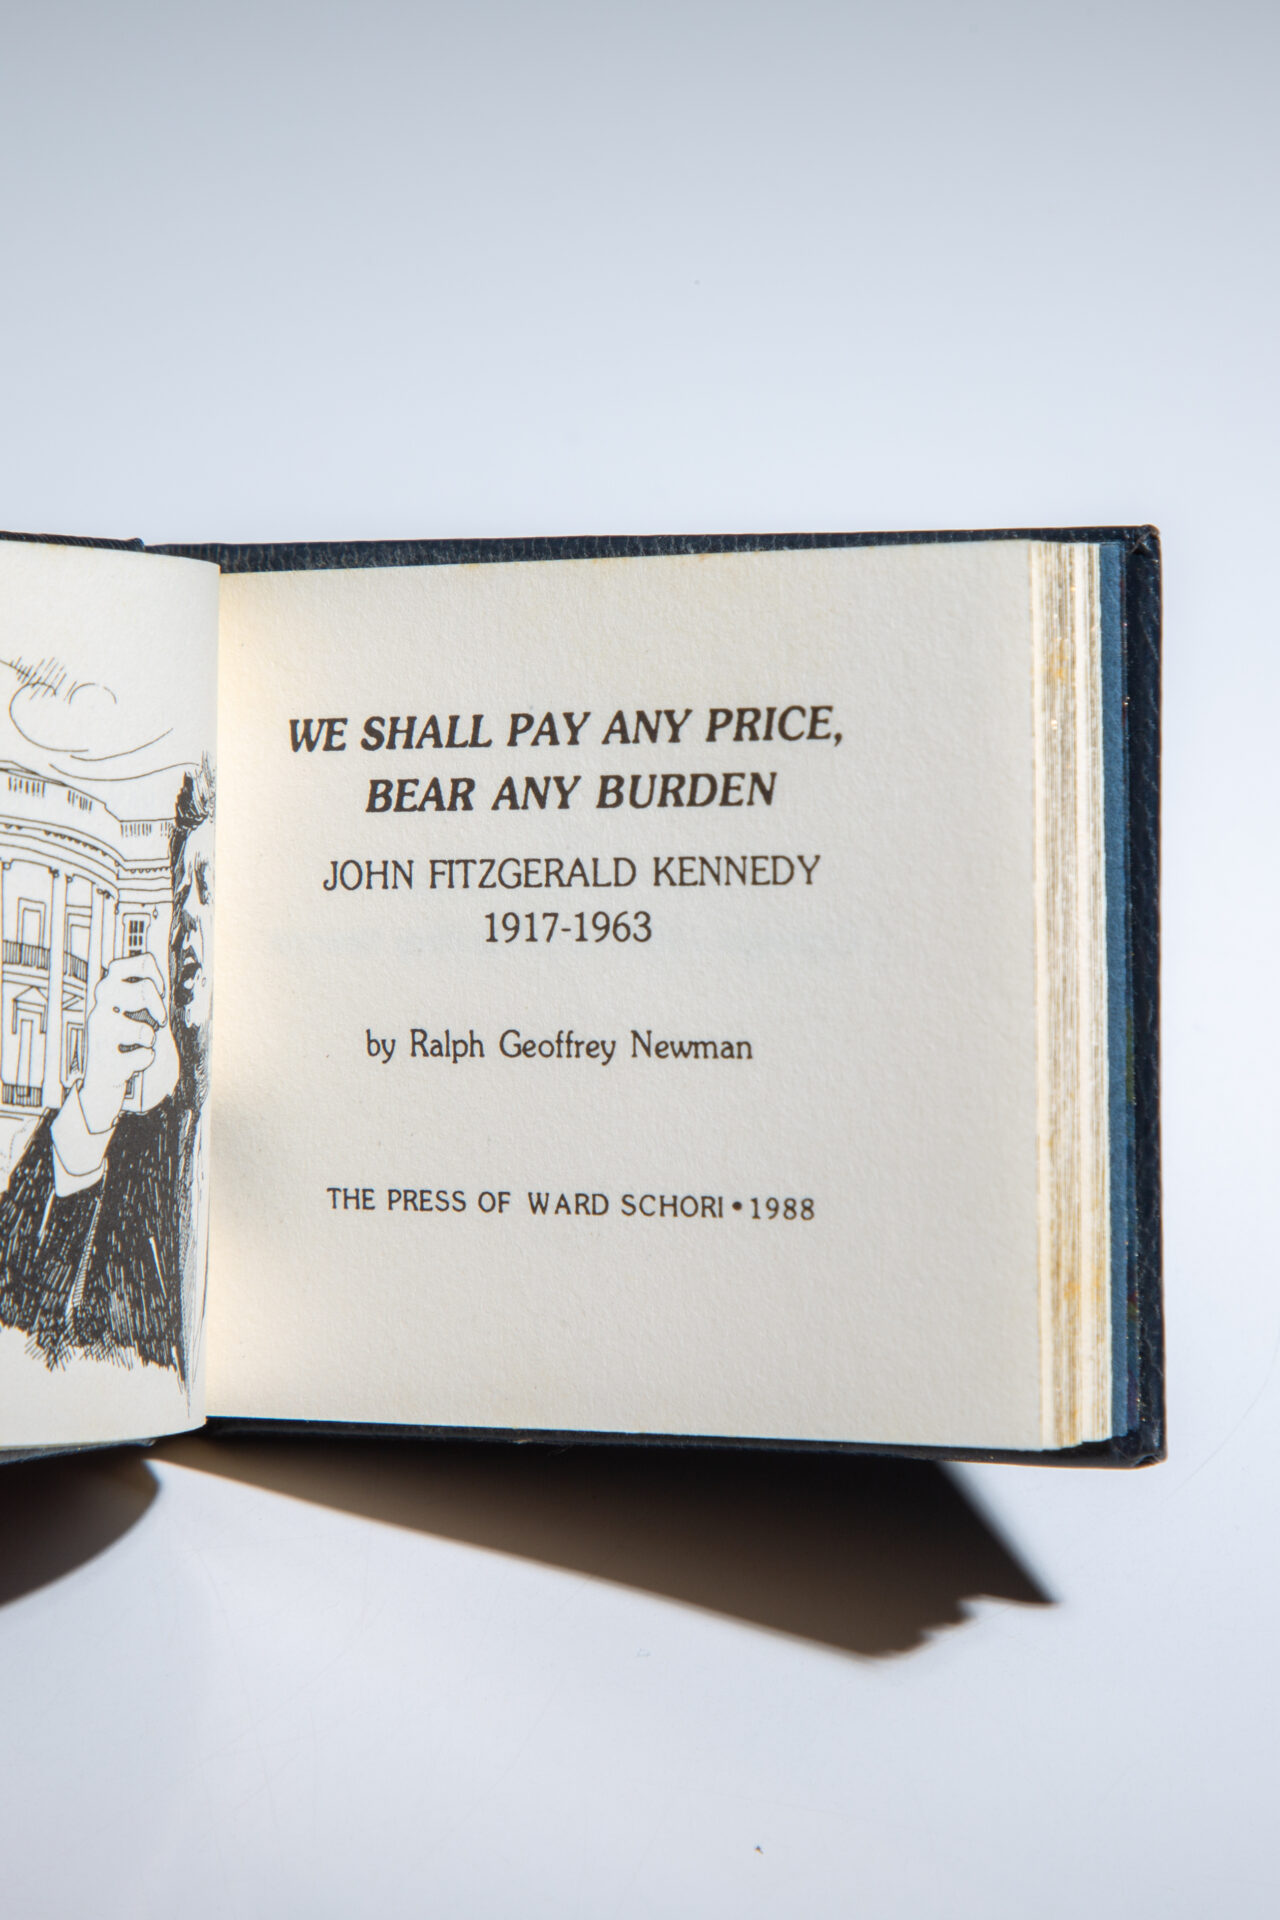 WE SHALL PAY ANY PRICE,
BEAR ANY BURDEN
JOHN FITZGERALD KENNEDY
1917-1963
by Ralph Geoffrey Newman
THE PRESS OF WARD SCHORI • 1988